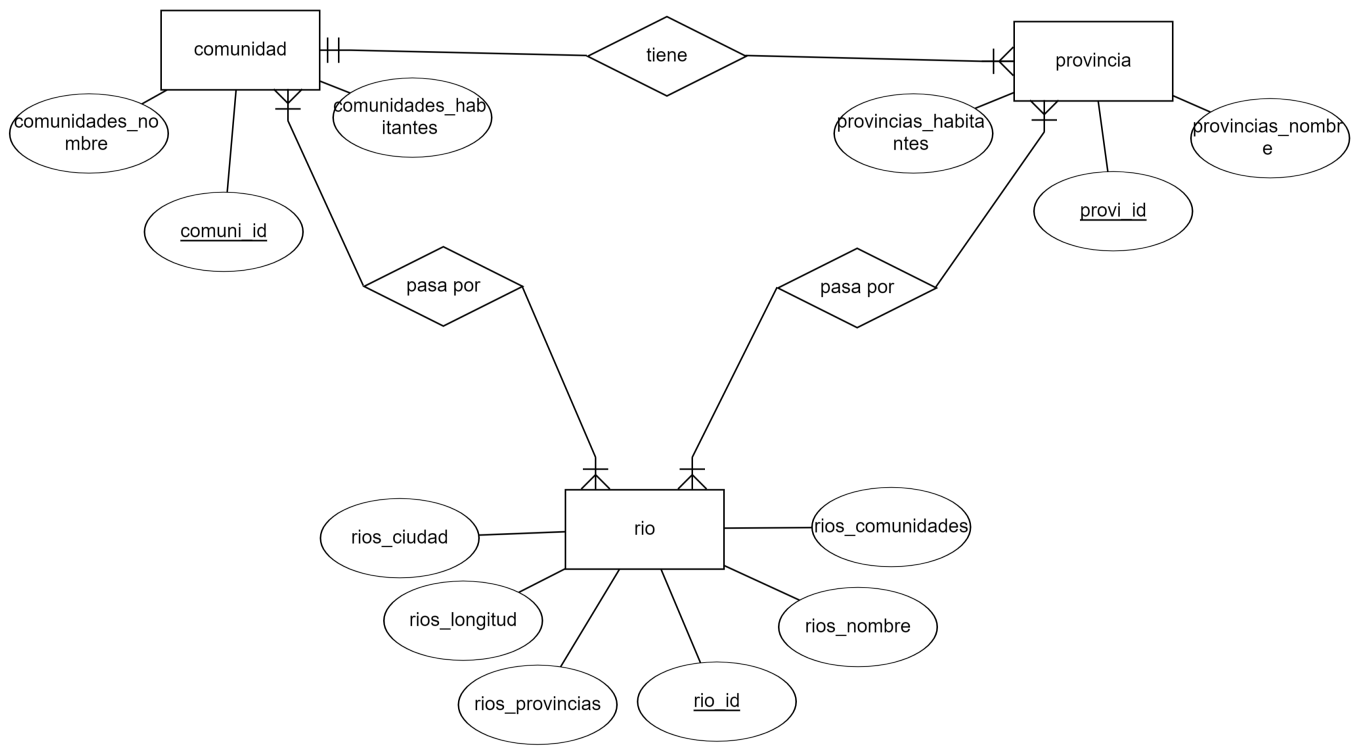 comunidad
tiene
provincia
comunidades_no
mbre
comunidades_hab
itantes
provincias_habita
ntes
provincias_nombr
e
comuni_id
provi_id
pasa por
pasa por
rio
rios_ciudad
rios_comunidades
rios_longitud
rios_nombre
rios_provincias
rio_id